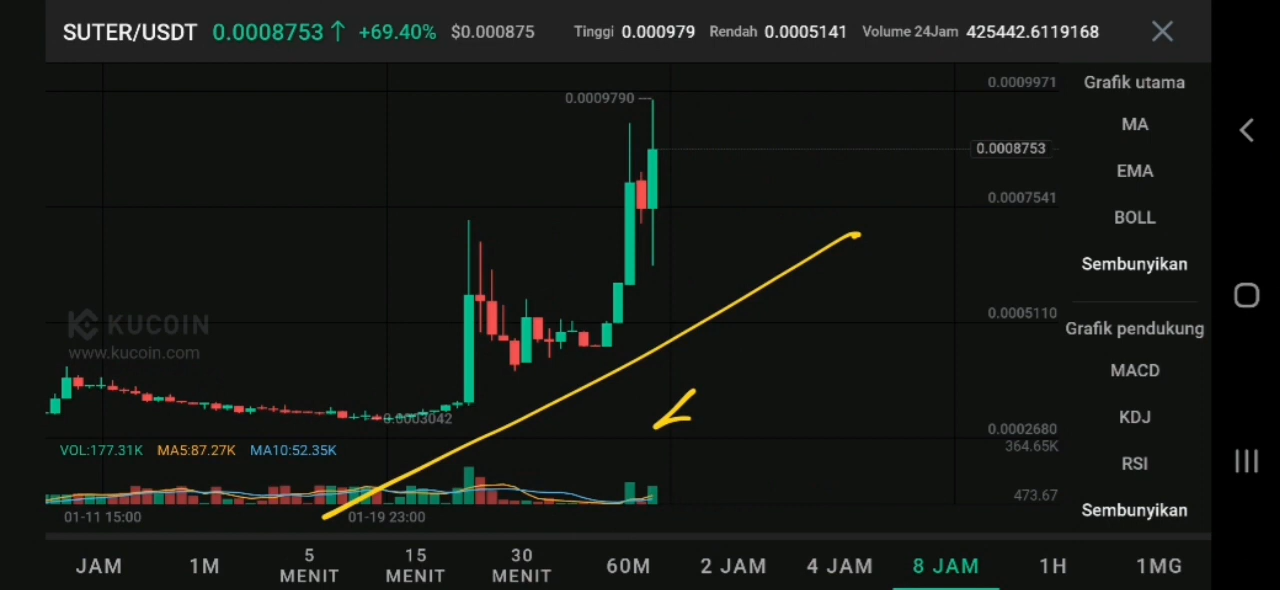 SUTER/USDT 0.0008753↑ +69.40% $0.000875 Tinggi 0.000979 Rendah 0.0005141 Volume 24Jam 425442.6119168
0.0009971 Grafik utama
0.0009790
MA
0.0008753
EMA
0.0007541
BOLL
Sembunyikan
KUCOIN
0.0005110
www.kucoin.com
Grafik pendukung
MACD
0.0003042
KDJ
0.0002680
VOL:177.31K MA5:87.27K MA10:52.35K
364.65K
RSI
473.67
01-11 15:00 01-19 23:00
Sembunyikan
JAM 1M 5 MENIT 15 MENIT 30 MENIT 60M 2 JAM 4 JAM 8 JAM 1H 1MG